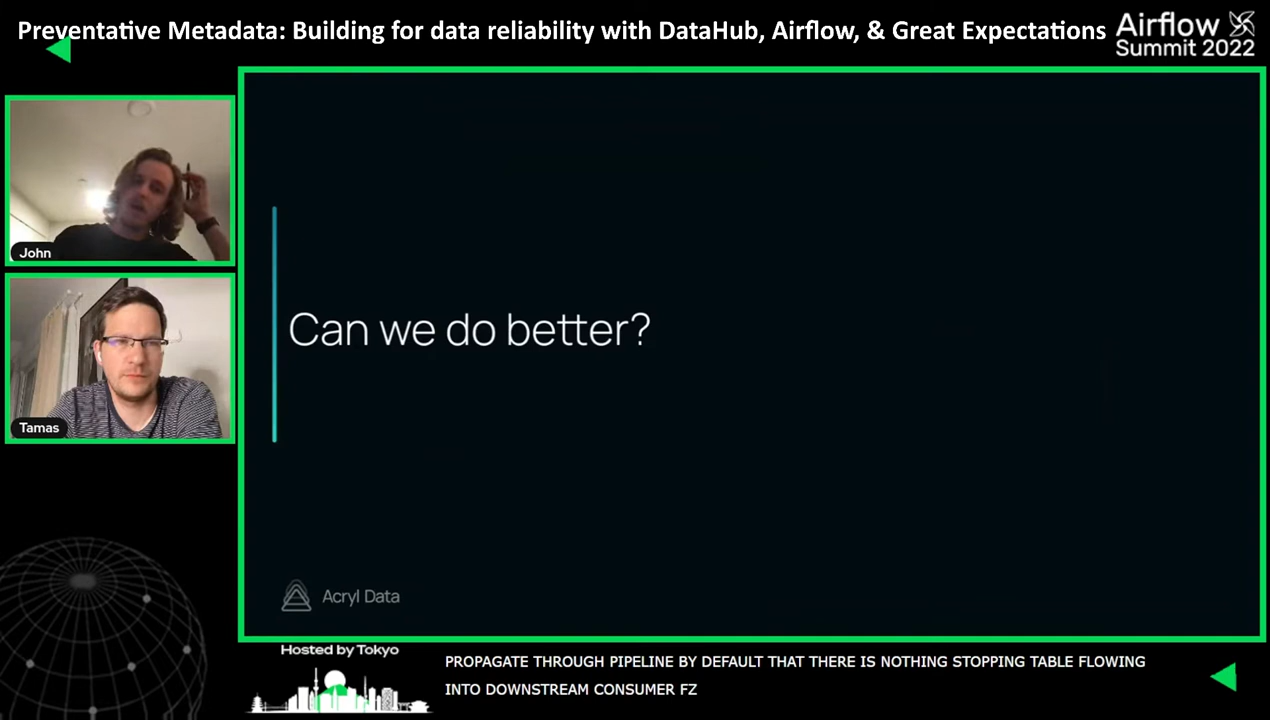 Preventative Metadata: Building for data reliability with DataHub, Airflow, & Great Expectations
Airflow
Summit 2022
John
Tamas
Can we do better?
Acryl Data
Hosted by Tokyo
PROPAGATE THROUGH PIPELINE BY DEFAULT THAT THERE IS NOTHING STOPPING TABLE FLOWING
INTO DOWNSTREAM CONSUMER FZ